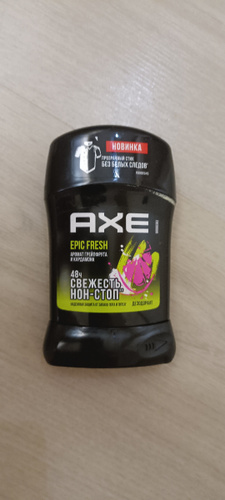 НОВИНКА
ПРОЗРАЧНЫЙ СТИК
БЕЗ БЕЛЫХ СЛЕДОВ
AXE
EPIC FRESH
АРОМАТ ГРЕЙПФРУТА
И КАРДАМОНА
48Ч
СВЕЖЕСТЬ
НОН-СТОП
ДЕЗОДОРАНТ